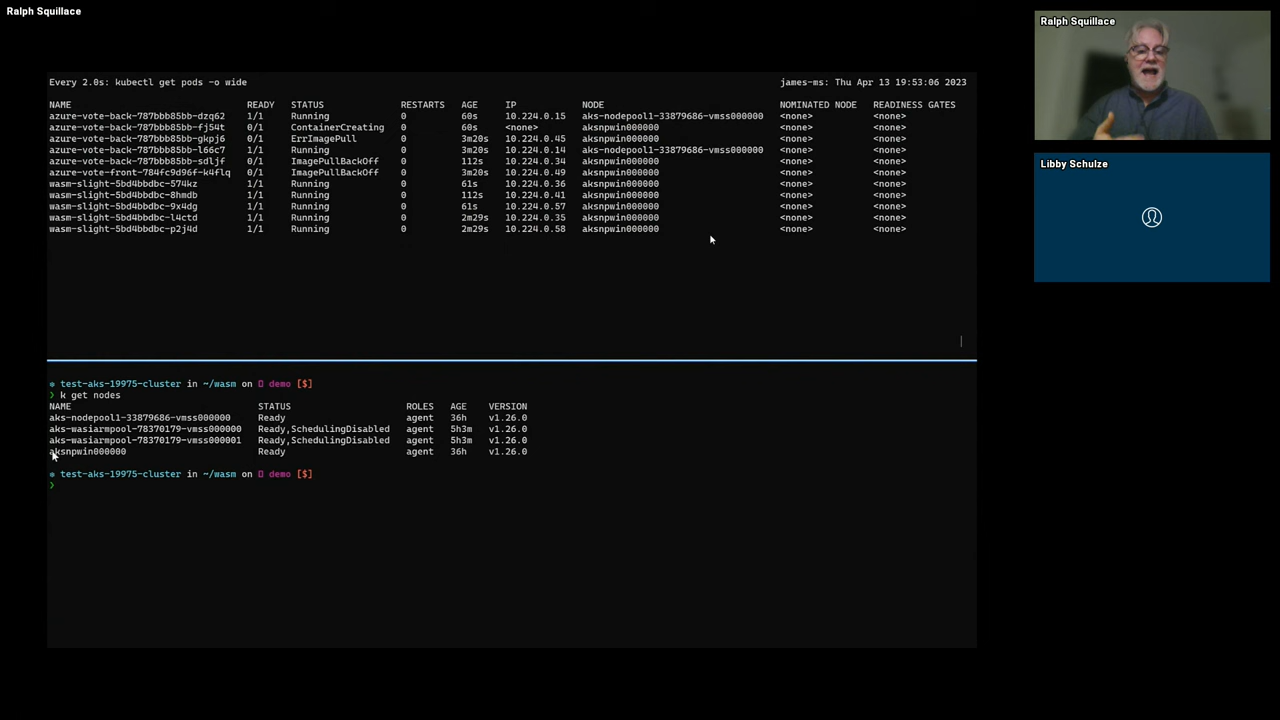 Ralph Squillace
Every 2.0s: kubectl get pods -o wide james-ms: Thu Apr 13 19:53:06 2023
NAME READY STATUS RESTARTS AGE IP NODE NOMINATED NODE READINESS GATES
azure-vote-back-787bbb85bb-dzq62 1/1 Running 0 60s 10.224.0.15 aks-nodepool1-33879686-vmss000000 <none> <none>
azure-vote-back-787bbb85bb-fj54t 0/1 ContainerCreating 0 60s <none> aksnpwin000000 <none> <none>
azure-vote-back-787bbb85bb-gkpj6 0/1 ErrImagePull 0 3m20s 10.224.0.45 aksnpwin000000 <none> <none>
azure-vote-back-787bbb85bb-l66c7 1/1 Running 0 3m20s 10.224.0.14 aks-nodepool1-33879686-vmss000000 <none> <none>
azure-vote-back-787bbb85bb-sdljf 0/1 ImagePullBackOff 0 112s 10.224.0.34 aksnpwin000000 <none> <none>
azure-vote-front-784fc9d96f-k4flq 0/1 ImagePullBackOff 0 3m20s 10.224.0.49 aksnpwin000000 <none> <none>
wasm-slight-5bd4bbdbc-574kz 1/1 Running 0 61s 10.224.0.36 aksnpwin000000 <none> <none>
wasm-slight-5bd4bbdbc-8hmdb 1/1 Running 0 112s 10.224.0.41 aksnpwin000000 <none> <none>
wasm-slight-5bd4bbdbc-9x4dg 1/1 Running 0 61s 10.224.0.57 aksnpwin000000 <none> <none>
wasm-slight-5bd4bbdbc-l4ctd 1/1 Running 0 2m29s 10.224.0.35 aksnpwin000000 <none> <none>
wasm-slight-5bd4bbdbc-p2j4d 1/1 Running 0 2m29s 10.224.0.58 aksnpwin000000 <none> <none>
test-aks-19975-cluster in ~/wasm on demo [$]
❯ k get nodes
NAME STATUS ROLES AGE VERSION
aks-nodepool1-33879686-vmss000000 Ready agent 36h v1.26.0
aks-wasiarmpool-78370179-vmss000000 Ready,SchedulingDisabled agent 5h3m v1.26.0
aks-wasiarmpool-78370179-vmss000001 Ready,SchedulingDisabled agent 5h3m v1.26.0
aksnpwin000000 Ready agent 36h v1.26.0
test-aks-19975-cluster in ~/wasm on demo [$]
❯
Ralph Squillace
Libby Schulze